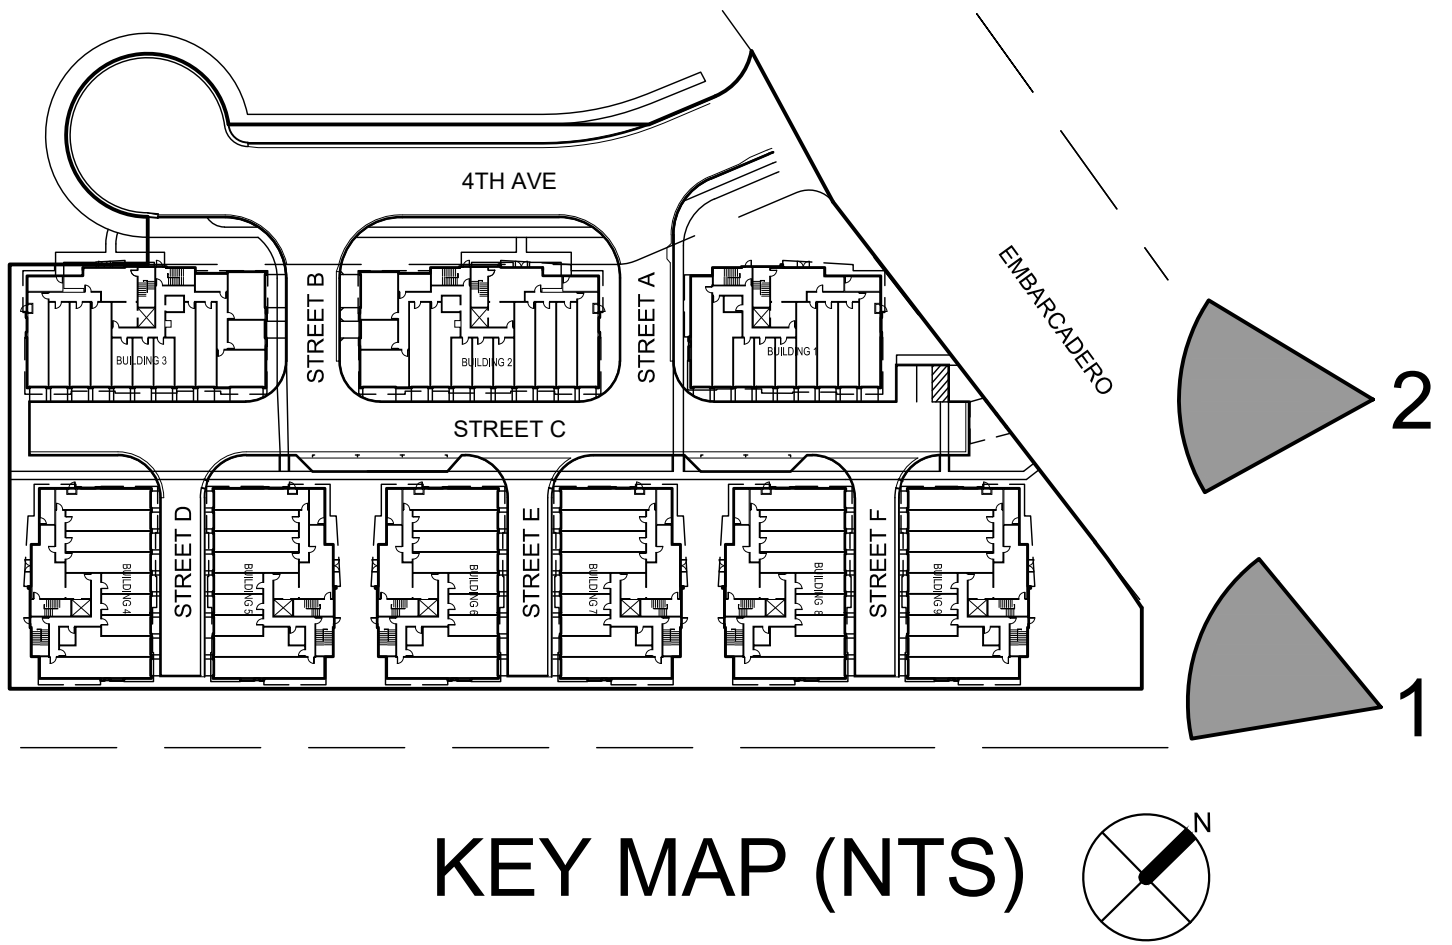 4TH AVE
EMBARCADERO
STREET B
STREET A
BUILDING 3
BUILDING 2
BUILDING 1
2
STREET C
STREET D
STREET E
STREET F
BUILDING 4
BUILDING 5
BUILDING 6
BUILDING 7
BUILDING 8
BUILDING 9
1
KEY MAP (NTS)
N